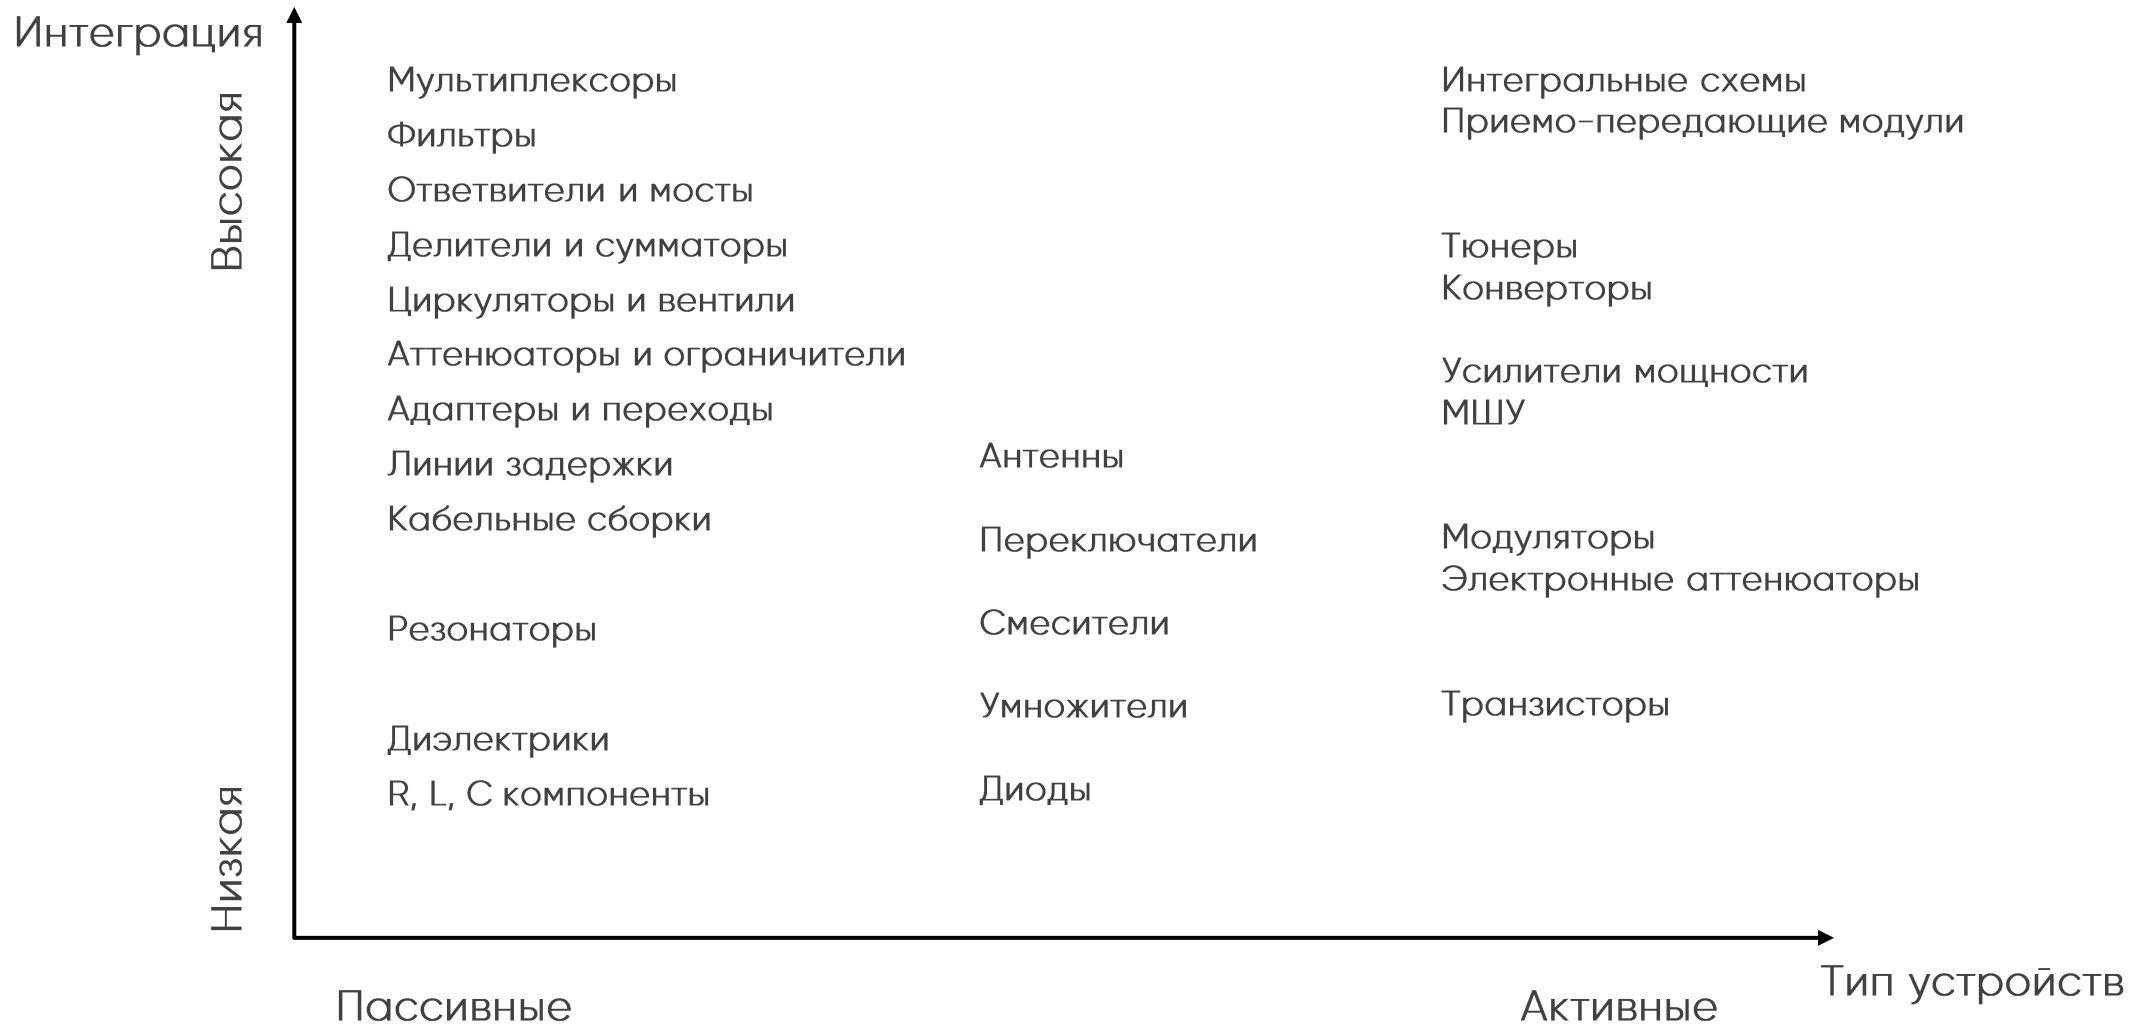 Интеграция
Высокая
Низкая
Мультиплексоры
Фильтры
Ответвители и мосты
Делители и сумматоры
Циркуляторы и вентили
Аттенюаторы и ограничители
Адаптеры и переходы
Линии задержки
Кабельные сборки
Резонаторы
Диэлектрики
R, L, C компоненты
Антенны
Переключатели
Смесители
Умножители
Диоды
Интегральные схемы
Приемо-передающие модули
Тюнеры
Конверторы
Усилители мощности
МШУ
Модуляторы
Электронные аттенюаторы
Транзисторы
Пассивные
Активные
Тип устройств